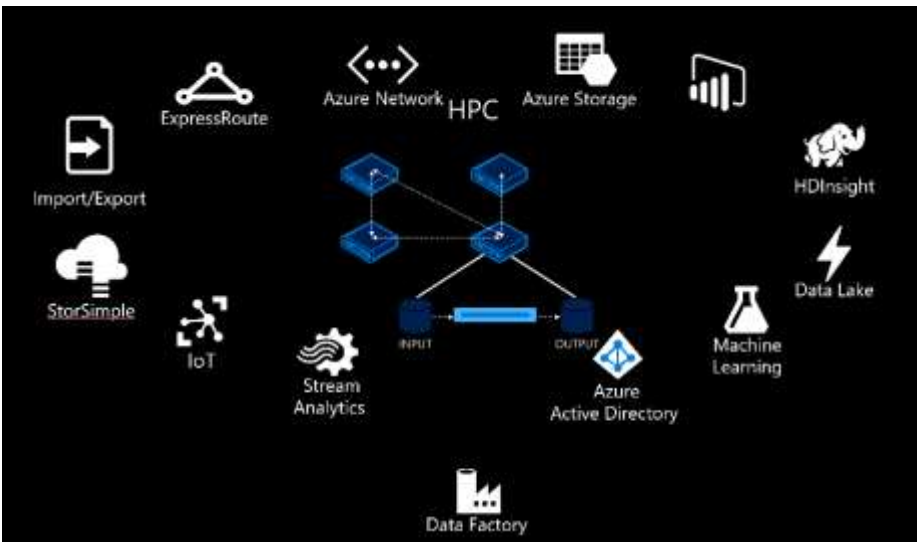 Azure Network
HPC
Azure Storage
ExpressRoute
Import/Export
HDInsight
StorSimple
Data Lake
IoT
INPUT
OUTPUT
Machine
Learning
Stream
Analytics
Azure
Active Directory
Data Factory